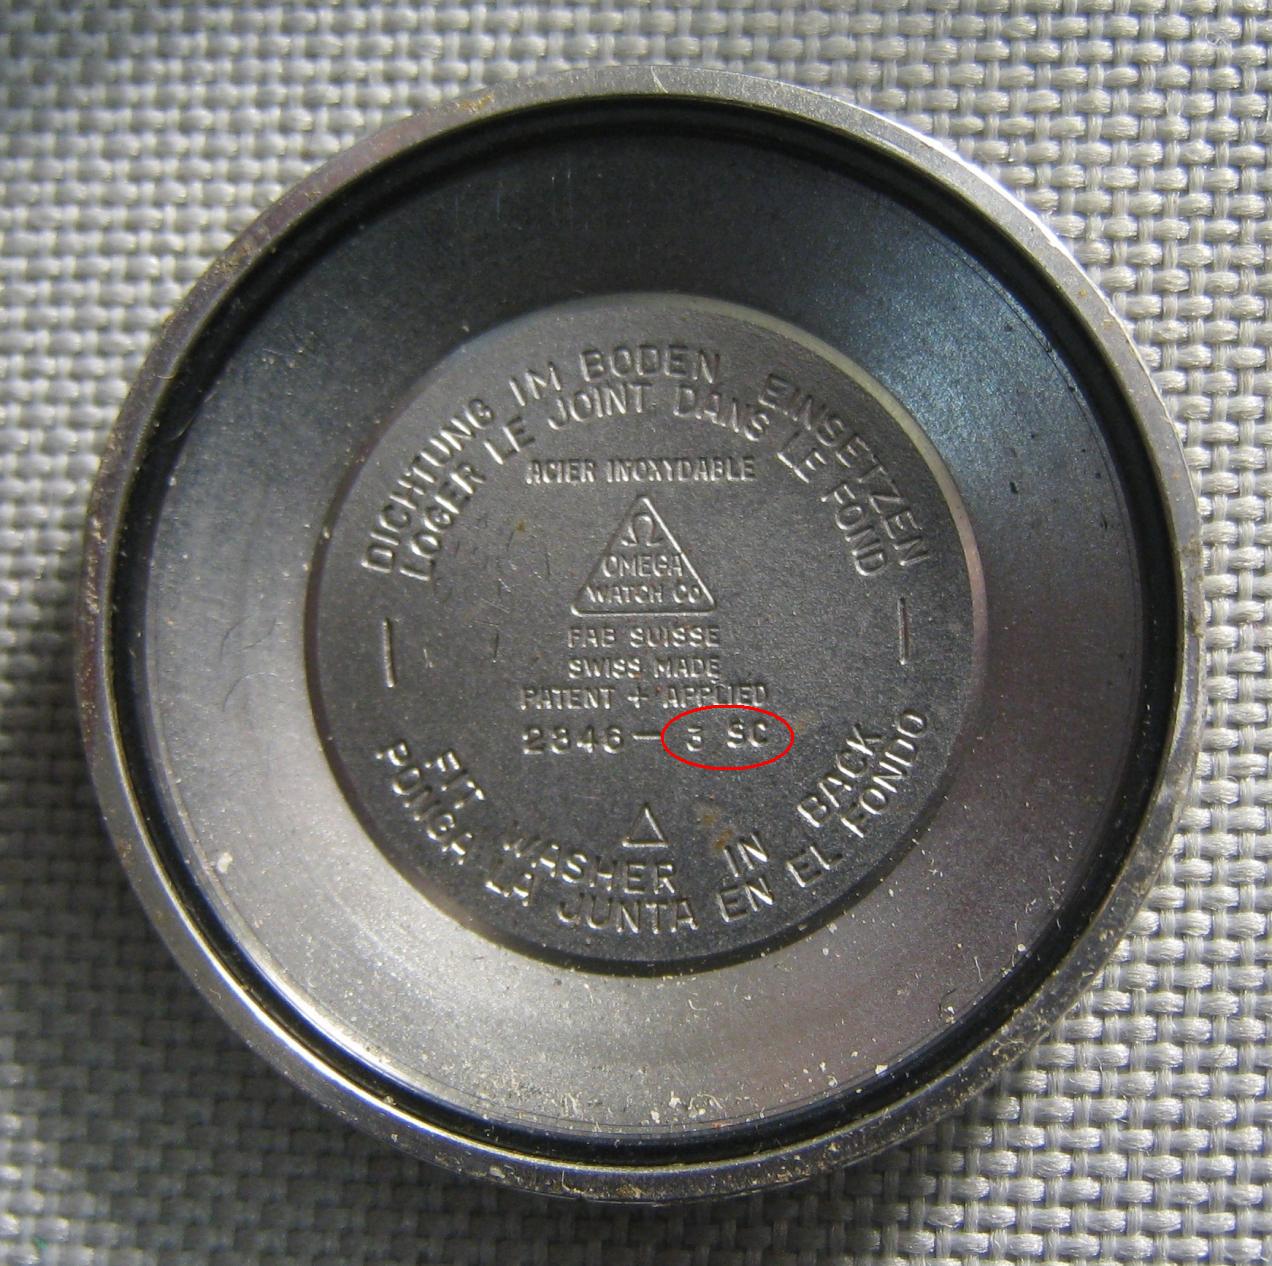 DICHTUNG IM BODEN EINSETZEN
LOGER LE JOINT DANS LE FOND
ACIER INOXYDABLE
Ω
OMEGA
WATCH CO
FAB SUISSE
SWISS MADE
PATENT + APPLIED
2346 - 3 SC
FIT WASHER IN BACK
PONGA LA JUNTA EN EL FONDO